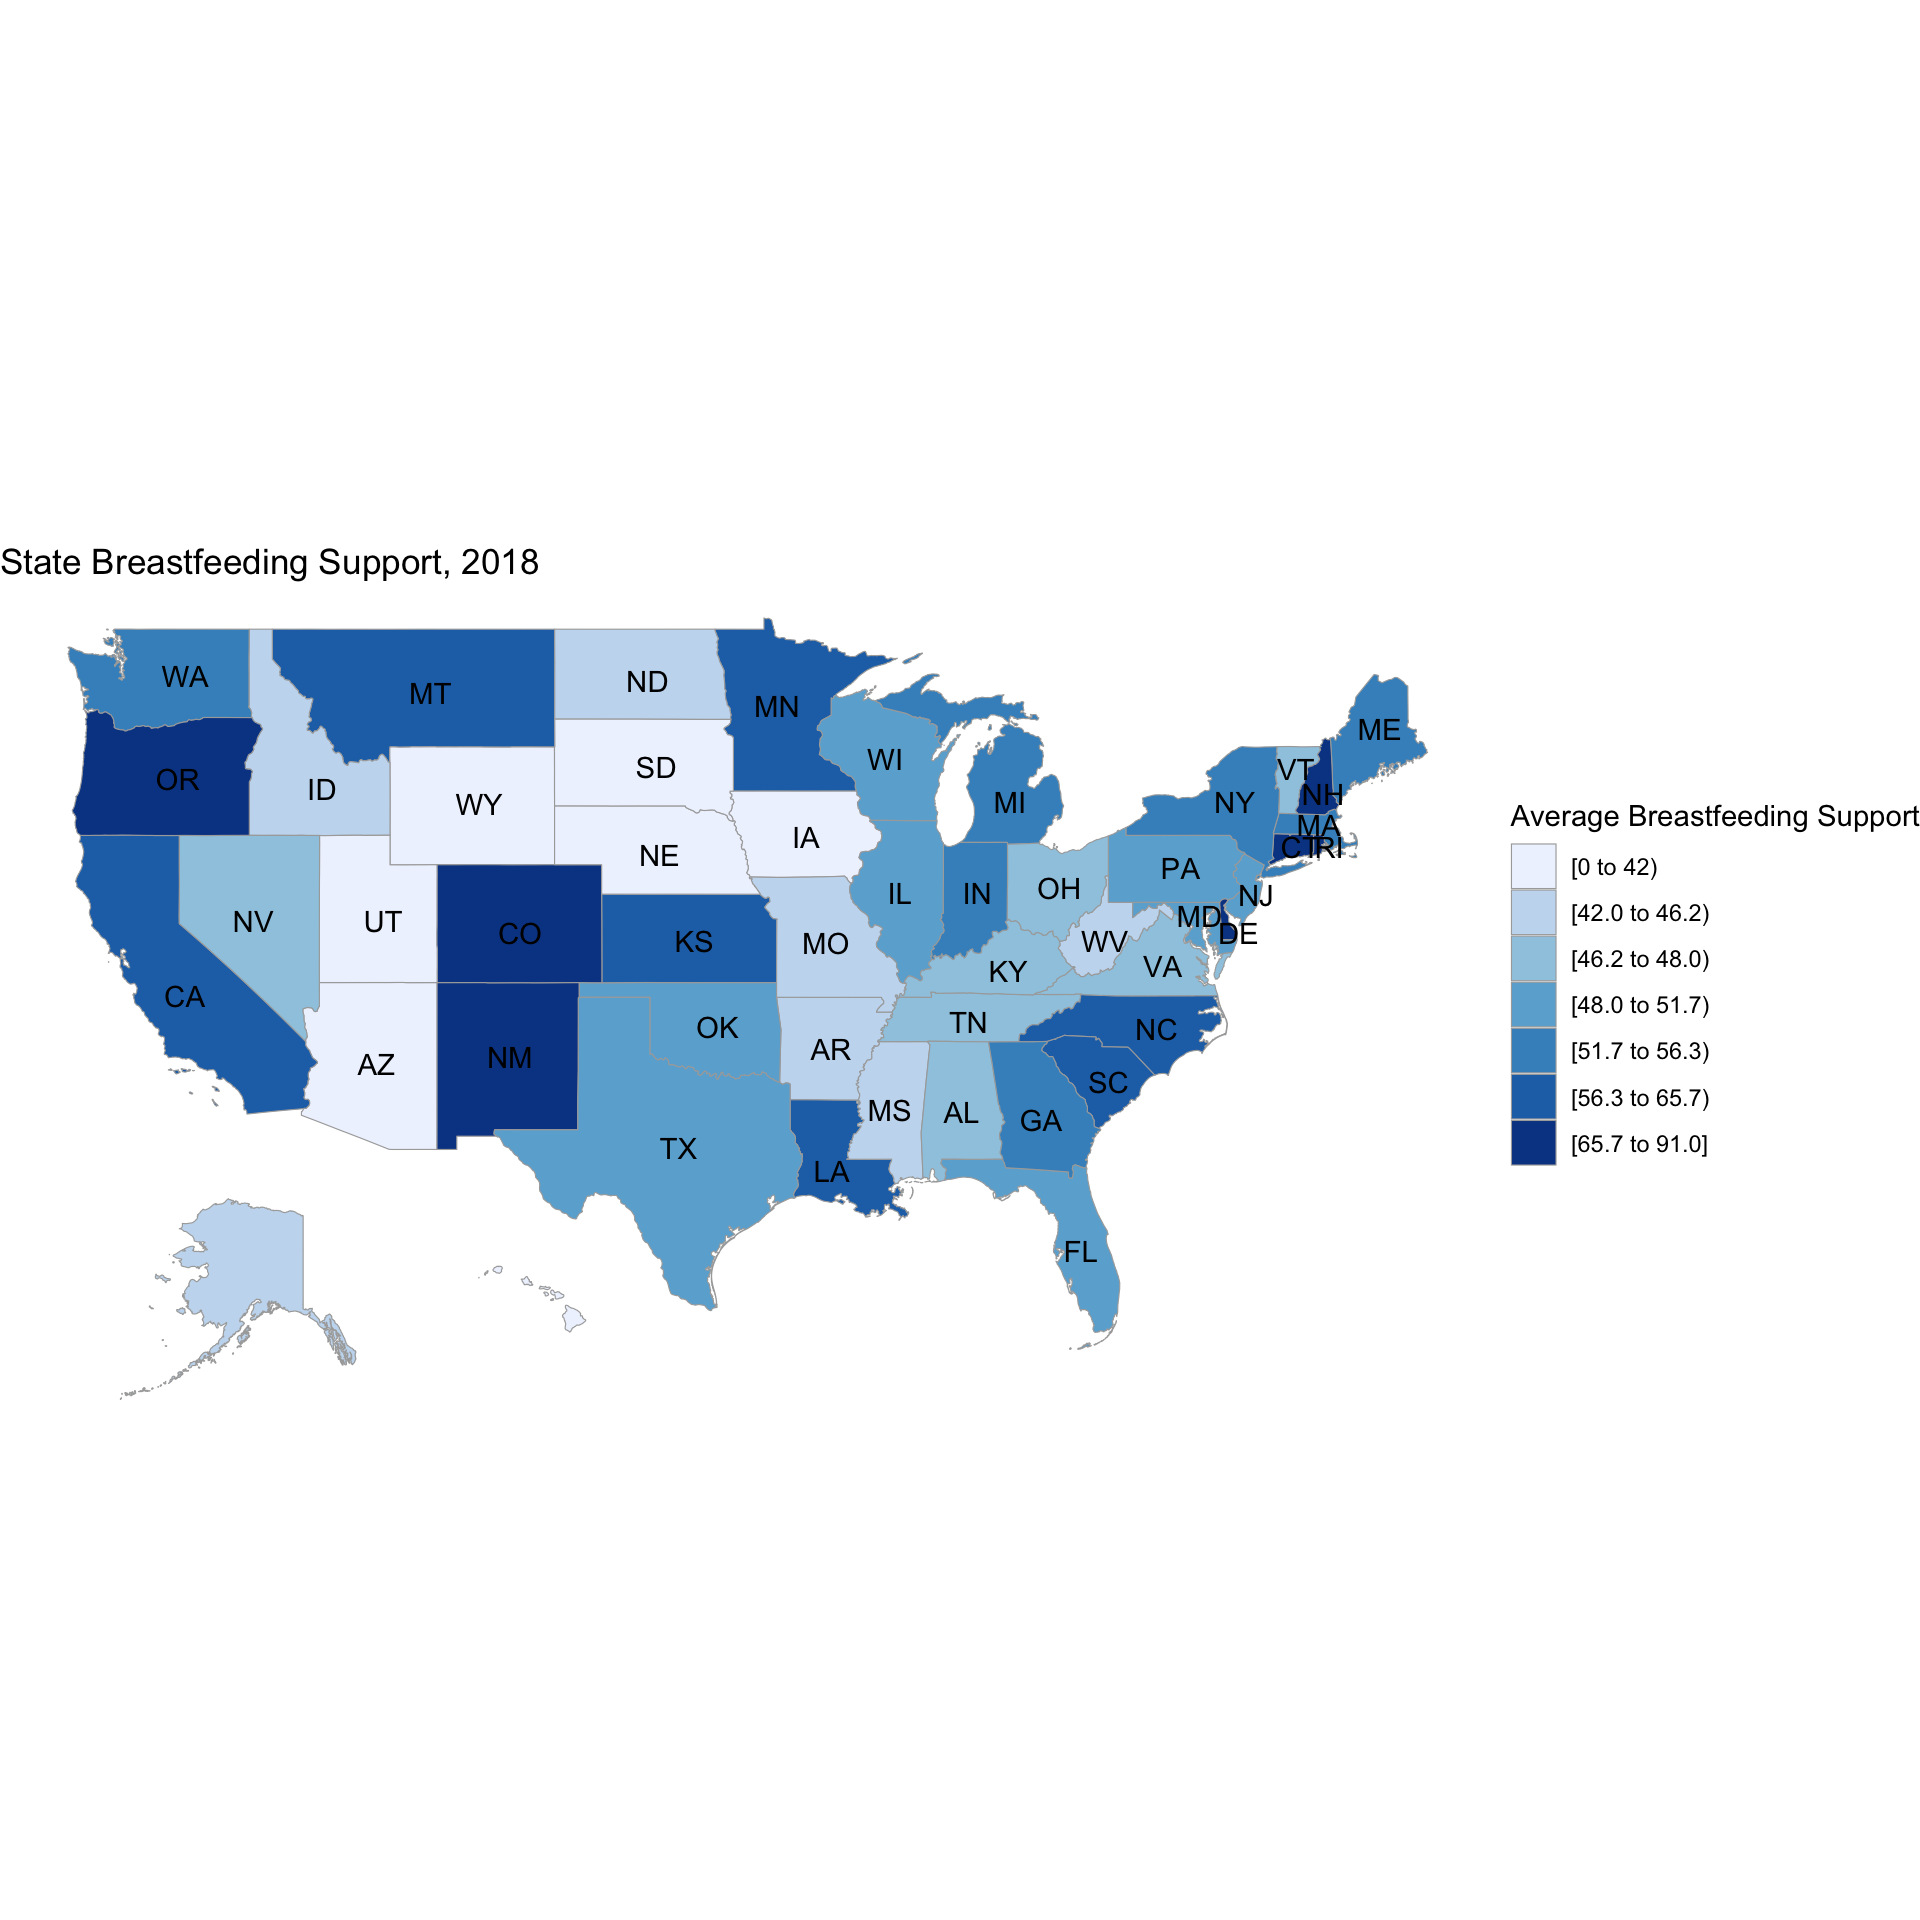 State Breastfeeding Support, 2018
WA
MT
ND
MN
ME
OR
ID
WY
SD
WI
MI
NY
VT
NH
MA
CT
RI
IA
NE
PA
NJ
NV
UT
CO
KS
MO
IL
IN
OH
WV
MD
DE
VA
KY
CA
AZ
NM
OK
AR
TN
NC
SC
TX
LA
MS
AL
GA
FL
Average Breastfeeding Support
[0 to 42)
[42.0 to 46.2)
[46.2 to 48.0)
[48.0 to 51.7)
[51.7 to 56.3)
[56.3 to 65.7)
[65.7 to 91.0]